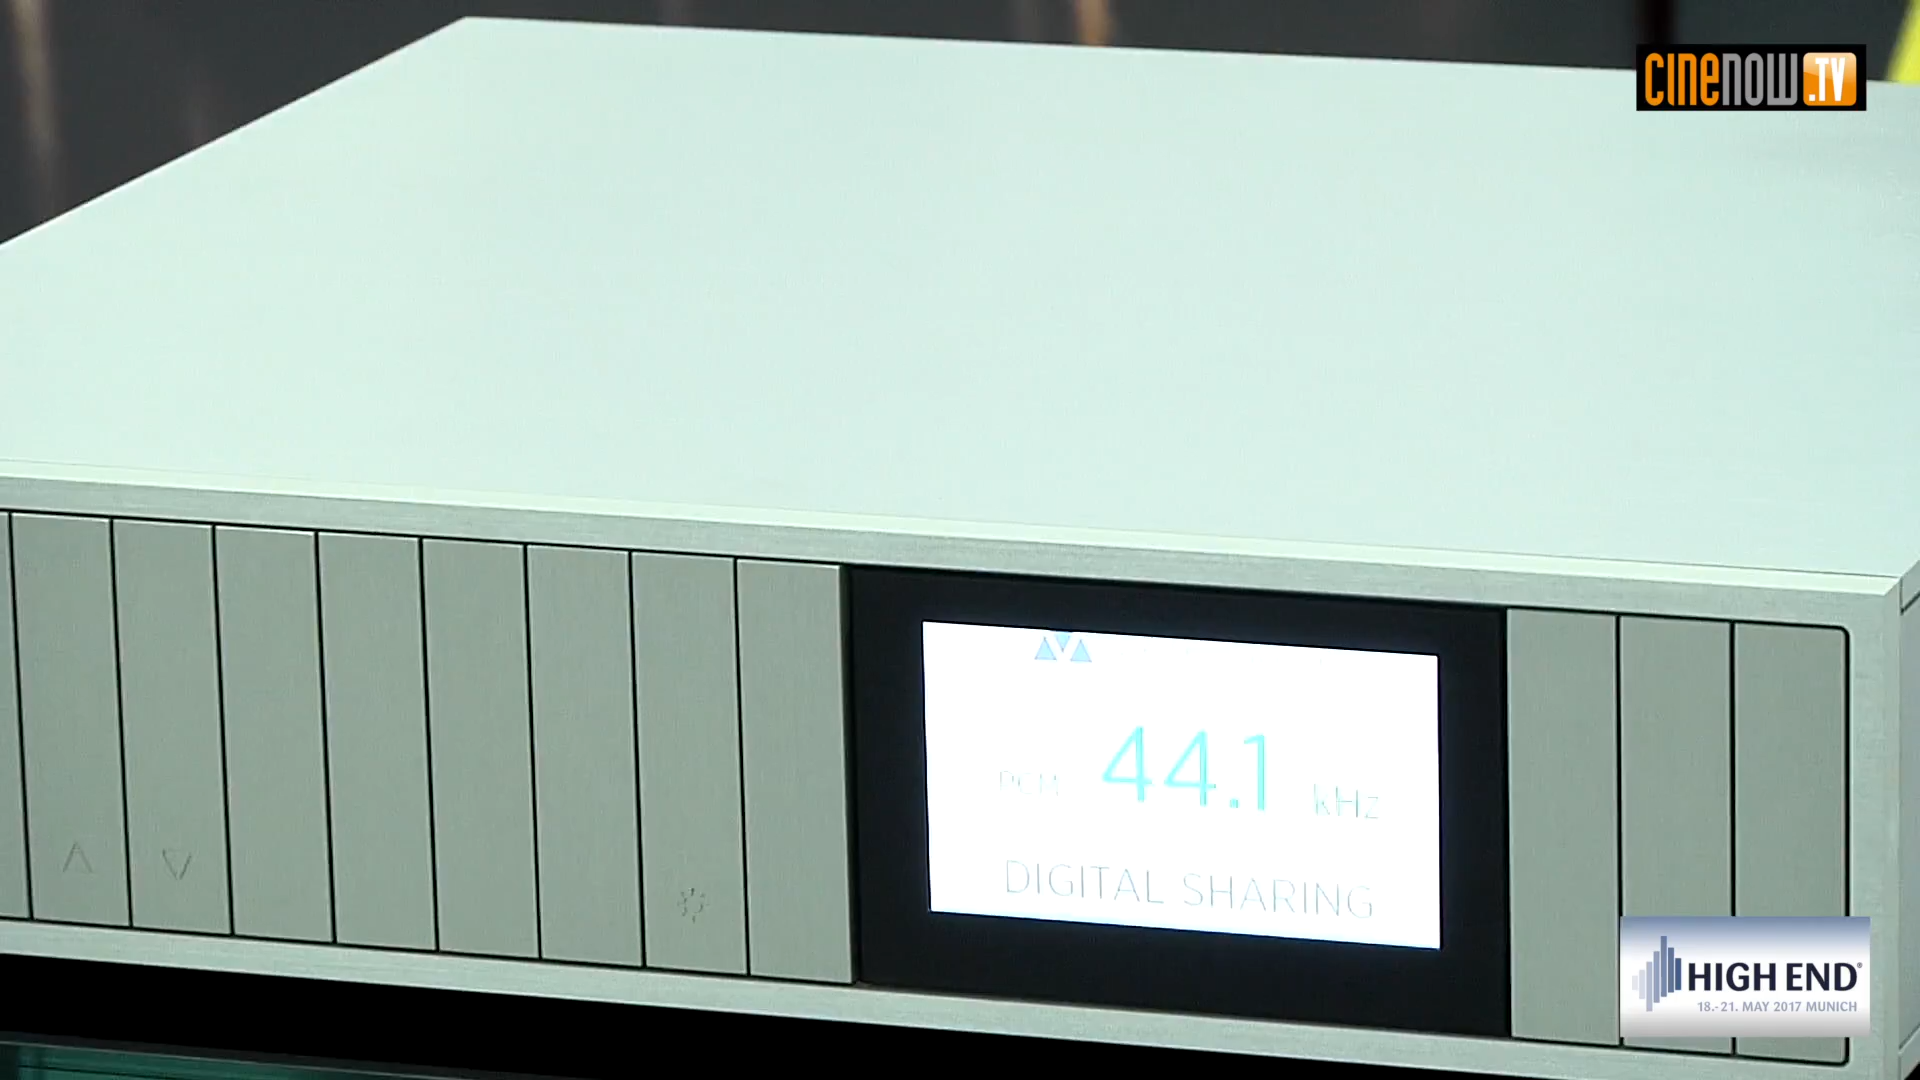 cinenow.TV
PCM 44.1 kHz
DIGITAL SHARING
HIGH END®
18.-21. MAY 2017 MUNICH